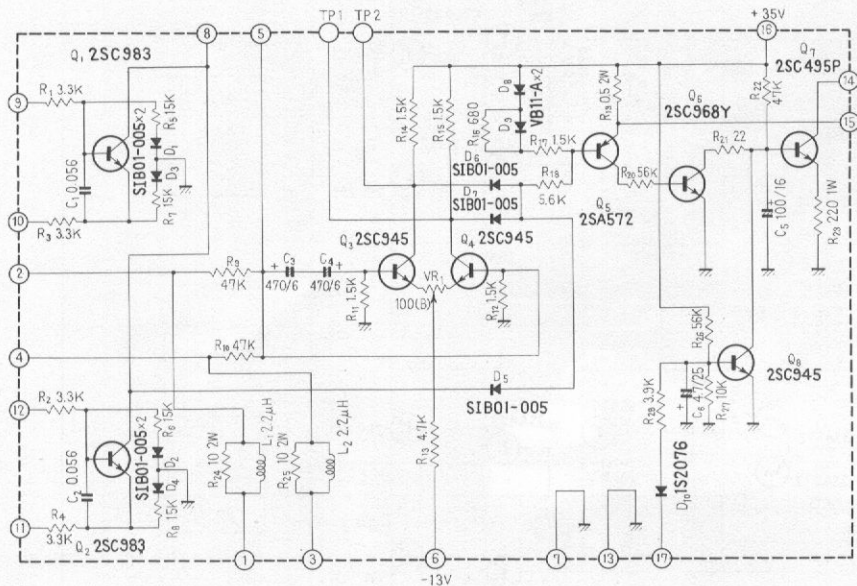 TP1 TP2
+35V
8 5 16
Q1 2SC983
Q7
2SC495P
14
9 R1 3.3K
R5 15K
SIB01-005×2
D1
D3
R7 15K
C1 0.056
10
R3 3.3K
R14 1.5K
R15 1.5K
D8
D9
VB11-A×2
R16 680
R17 1.5K
R19 0.5 2W
Q6
2SC968Y
R22 4.7K
15
R21 22
D6
SIB01-005
D7
SIB01-005
R18
5.6K
R20 56K
Q5
2SA572
C5 100/16
R23 220 1W
2
R9
47K
C3
470/6
C4
470/6
Q3 2SC945
Q4 2SC945
R11 1.5K
VR1
100(B)
R12 1.5K
4
R10 47K
R26 56K
Q8
2SC945
D5
SIB01-005
12 R2 3.3K
R6 15K
SIB01-005×2
D2
D4
R8 15K
C2 0.056
11 R4
3.3K
Q2 2SC983
R24 10 2W
L1 2.2μH
R25 10 2W
L2 2.2μH
R13 4.7K
R28 3.9K
C6 4.7/25
R27 10K
D10 1S2076
1 3 6 7 13 17
-13V